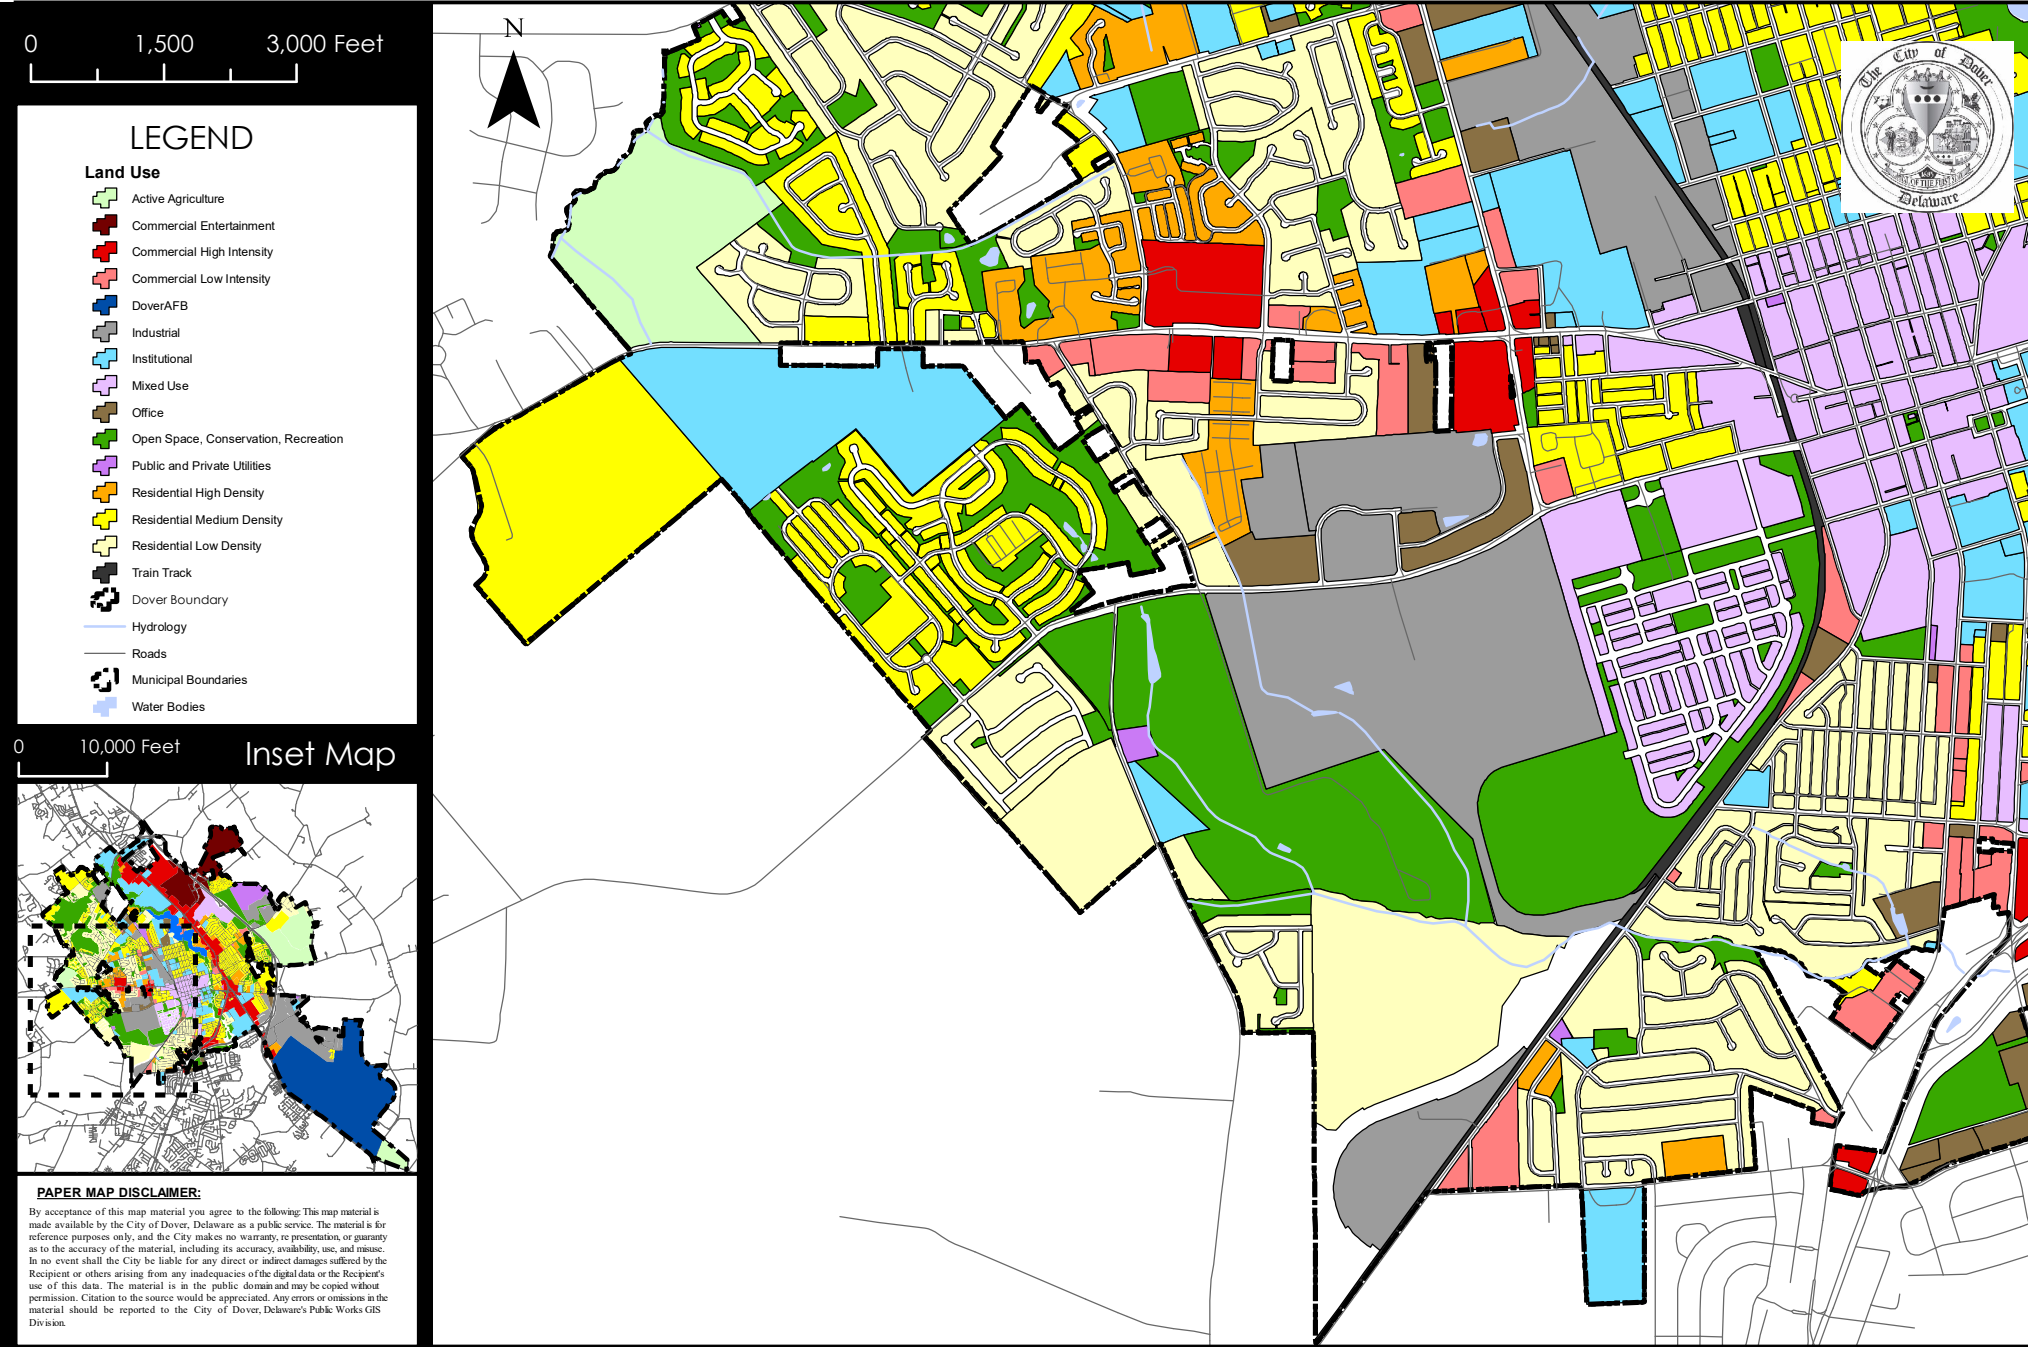 0 1,500 3,000 Feet
LEGEND
Land Use
Active Agriculture
Commercial Entertainment
Commercial High Intensity
Commercial Low Intensity
DoverAFB
Industrial
Institutional
Mixed Use
Office
Open Space, Conservation, Recreation
Public and Private Utilities
Residential High Density
Residential Medium Density
Residential Low Density
Train Track
Dover Boundary
Hydrology
Roads
Municipal Boundaries
Water Bodies
0 10,000 Feet
Inset Map
PAPER MAP DISCLAIMER:
By acceptance of this map material you agree to the following: This map material is
made available by the City of Dover, Delaware as a public service. The material is for
reference purposes only, and the City makes no warranty, re presentation, or guaranty
as to the accuracy of the material, including its accuracy, availability, use, and misuse.
In no event shall the City be liable for any direct or indirect damages suffered by the
Recipient or others arising from any inadequacies of the digital data or the Recipient's
use of this data. The material is in the public domain and may be copied without
permission. Citation to the source would be appreciated. Any errors or omissions in the
material should be reported to the City of Dover, Delaware's Public Works GIS
Division.
N
The City of Dover
Delaware